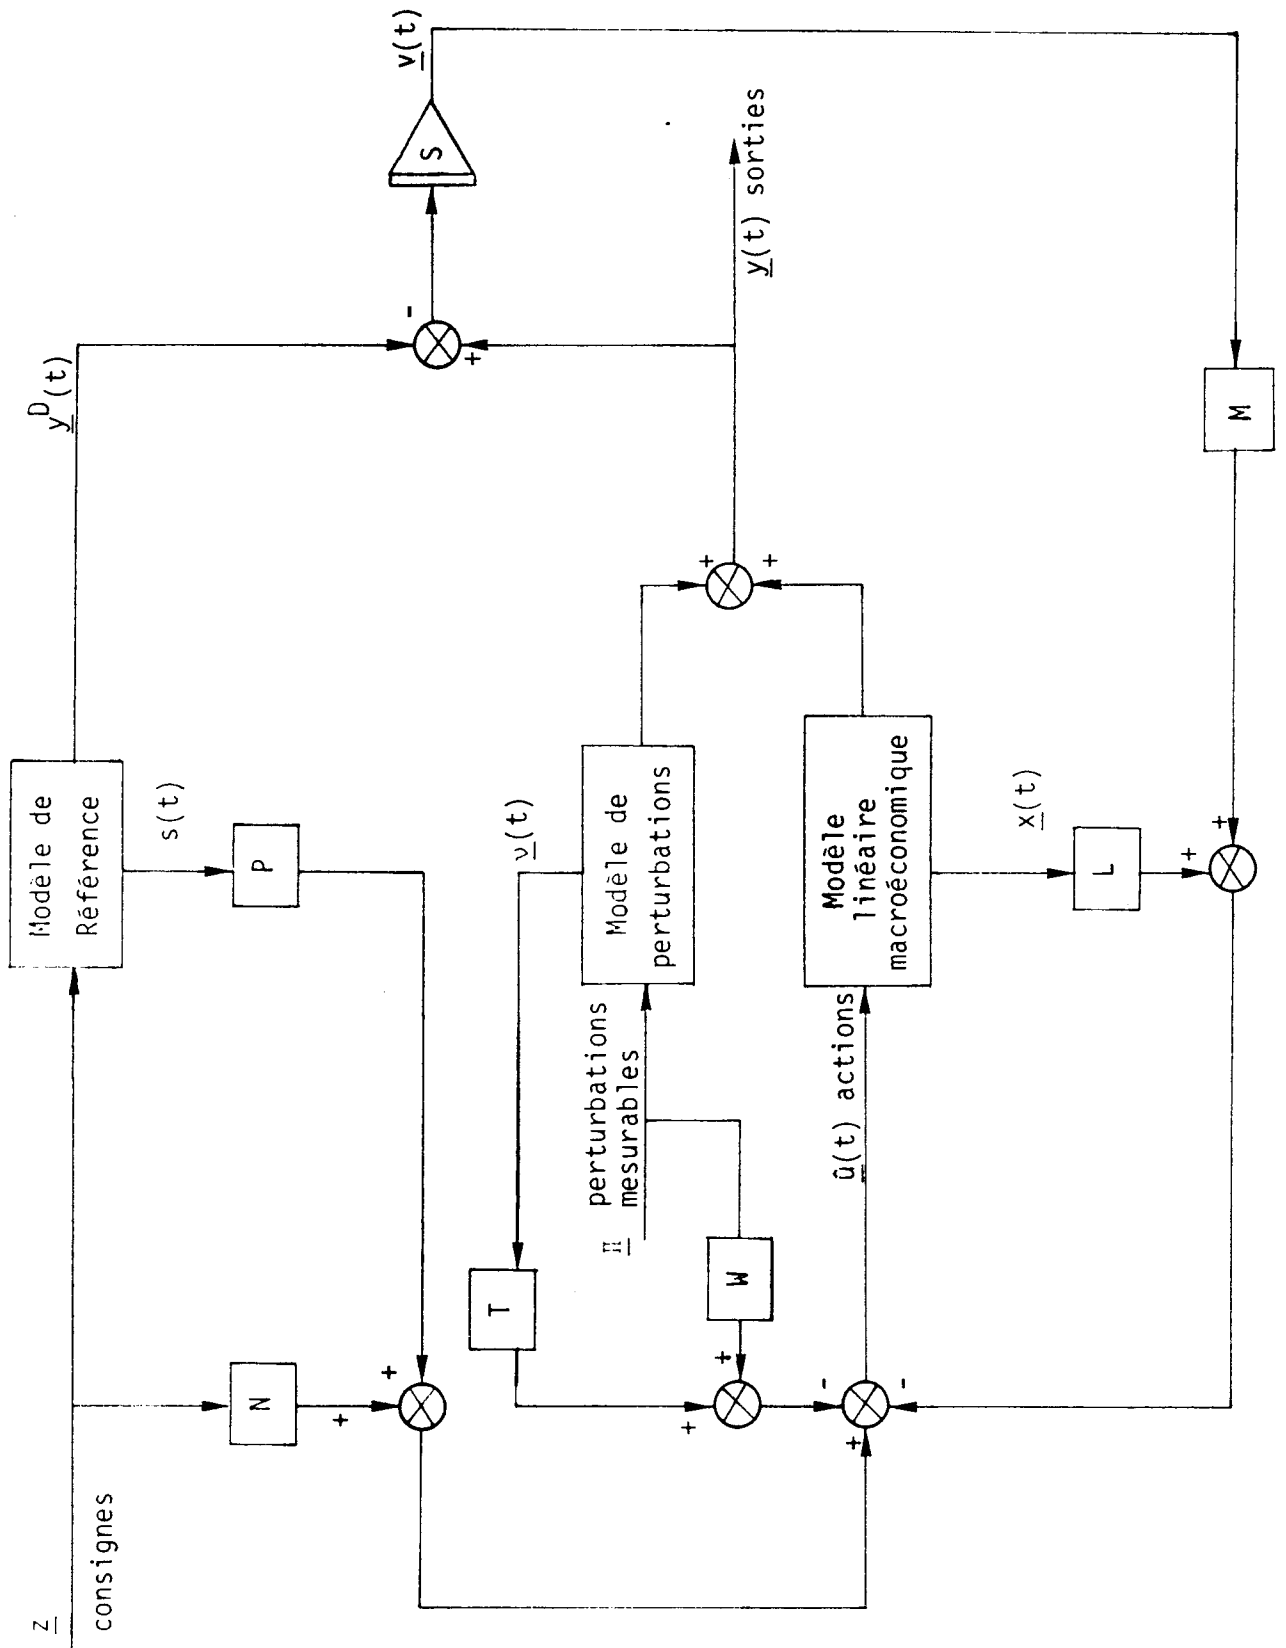 z
consignes
N
+
+
Modèle de
Référence
s(t)
P
y^D(t)
-
+
S
v(t)
T
ν(t)
π
perturbations
mesurables
W
+
+
Modèle de
perturbations
+
+
y(t) sorties
-
+
-
û(t) actions
Modèle
linéaire
macroéconomique
x(t)
L
+
+
M